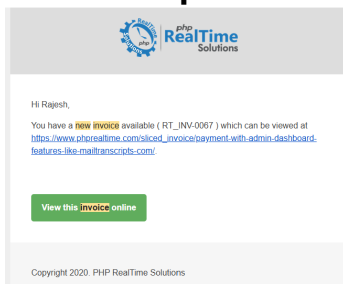 php
RealTime
Solutions
Hi Rajesh,
You have a new invoice available ( RT_INV-0067 ) which can be viewed at
https://www.phprealtime.com/sliced_invoice/payment-with-admin-dashboard-
features-like-mailtranscripts-com/.
View this invoice online
Copyright 2020. PHP RealTime Solutions